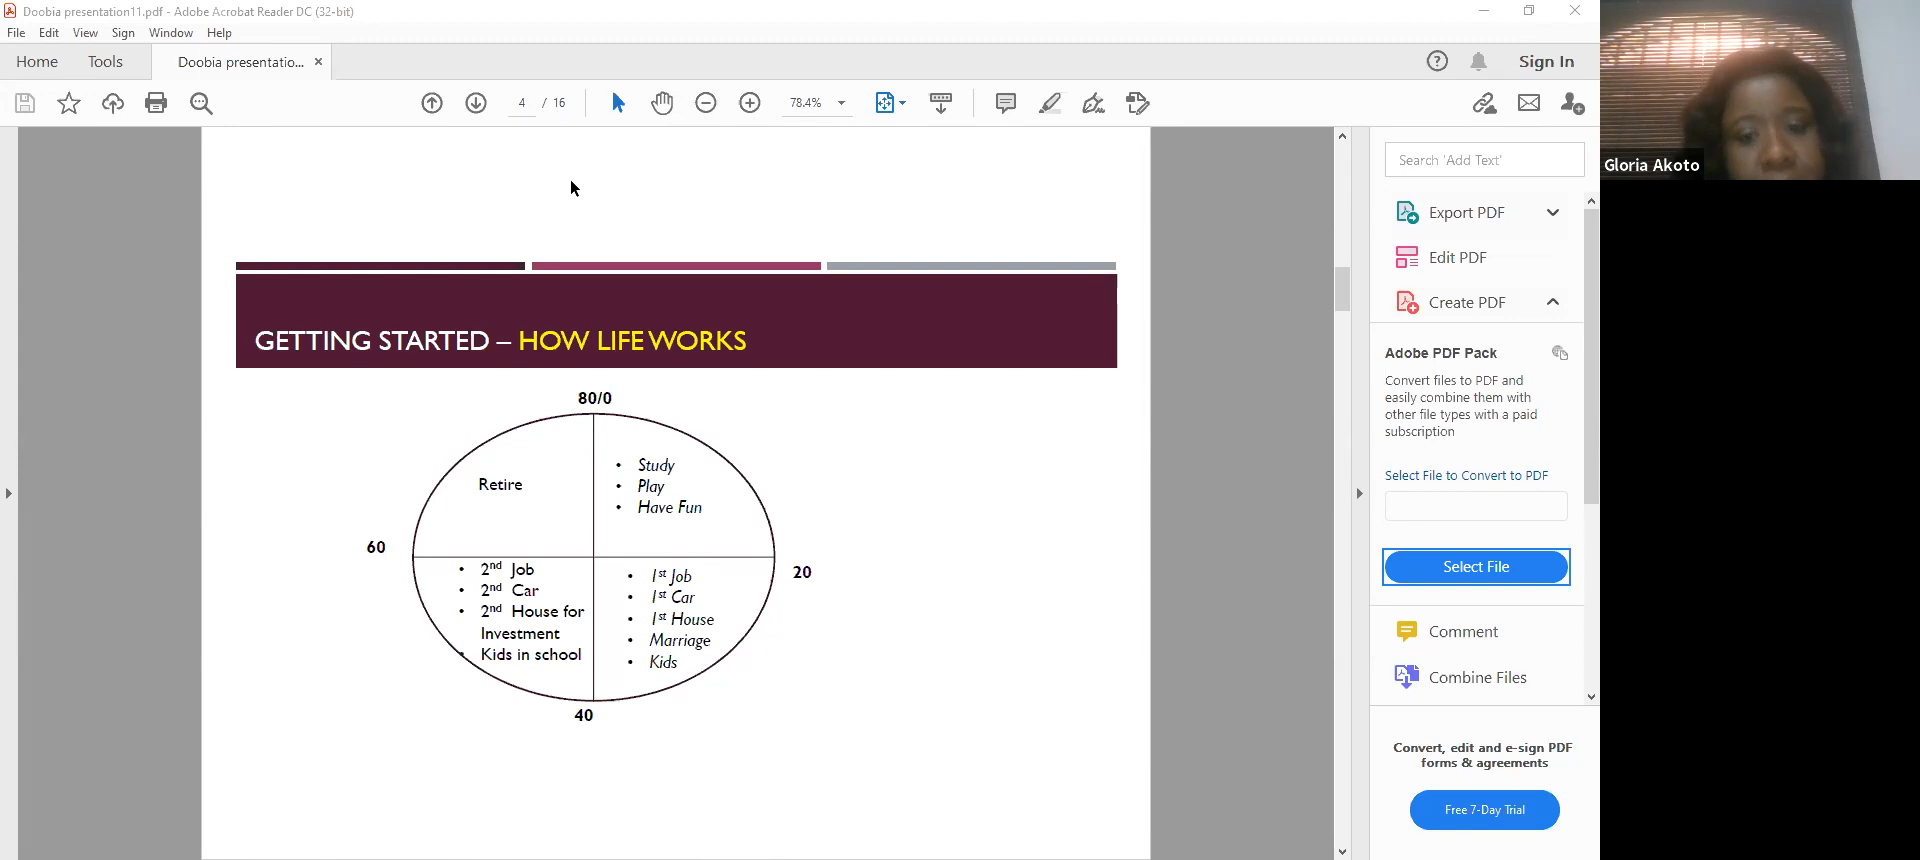 Doobia presentation11.pdf - Adobe Acrobat Reader DC (32-bit)
File Edit View Sign Window Help
Home Tools Doobia presentatio... × Sign In
4 / 16 78.4%
Search 'Add Text'
Gloria Akoto
Export PDF
Edit PDF
Create PDF
Adobe PDF Pack
Convert files to PDF and
easily combine them with
other file types with a paid
subscription
Select File to Convert to PDF
Select File
Comment
Combine Files
Convert, edit and e-sign PDF
forms & agreements
Free 7-Day Trial
GETTING STARTED – HOW LIFE WORKS
80/0
Retire
• Study
• Play
• Have Fun
60
20
• 2nd Job
• 2nd Car
• 2nd House for
Investment
• Kids in school
• 1st Job
• 1st Car
• 1st House
• Marriage
• Kids
40